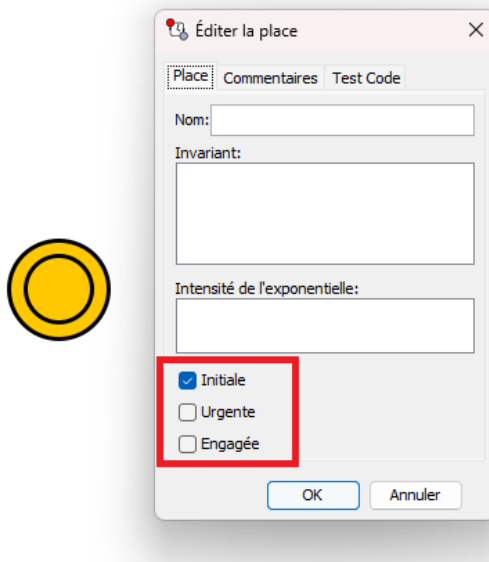 Éditer la place
Place Commentaires Test Code
Nom:
Invariant:
Intensité de l'exponentielle:
Initiale
Urgente
Engagée
OK Annuler